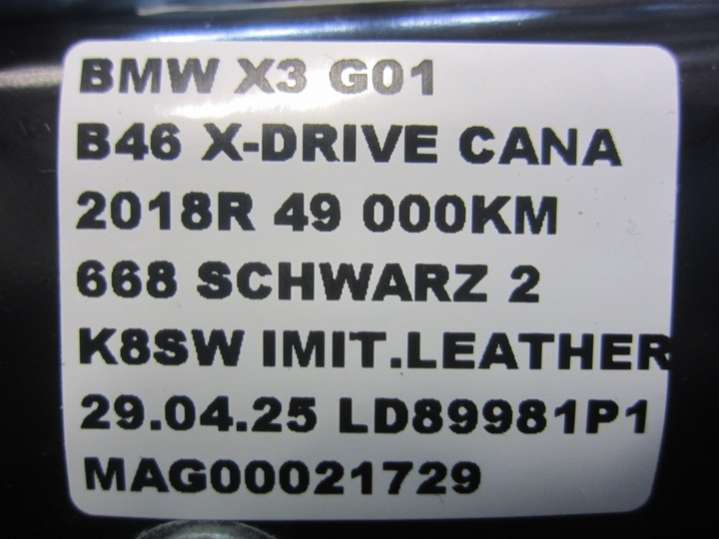 BMW X3 G01
B46 X-DRIVE CANA
2018R 49 000KM
668 SCHWARZ 2
K8SW IMIT.LEATHER
29.04.25 LD89981P1
MAG00021729